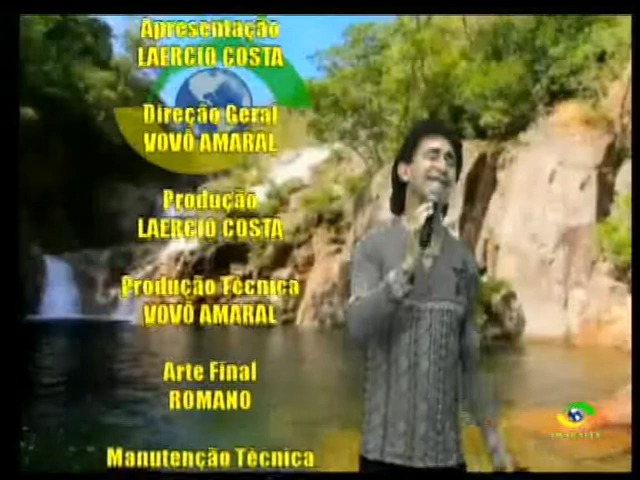 Apresentação
LAERCIO COSTA
Direção Geral
VOVÔ AMARAL
Produção
LAERCIO COSTA
Produção Técnica
VOVÔ AMARAL
Arte Final
ROMANO
Manutenção Técnica